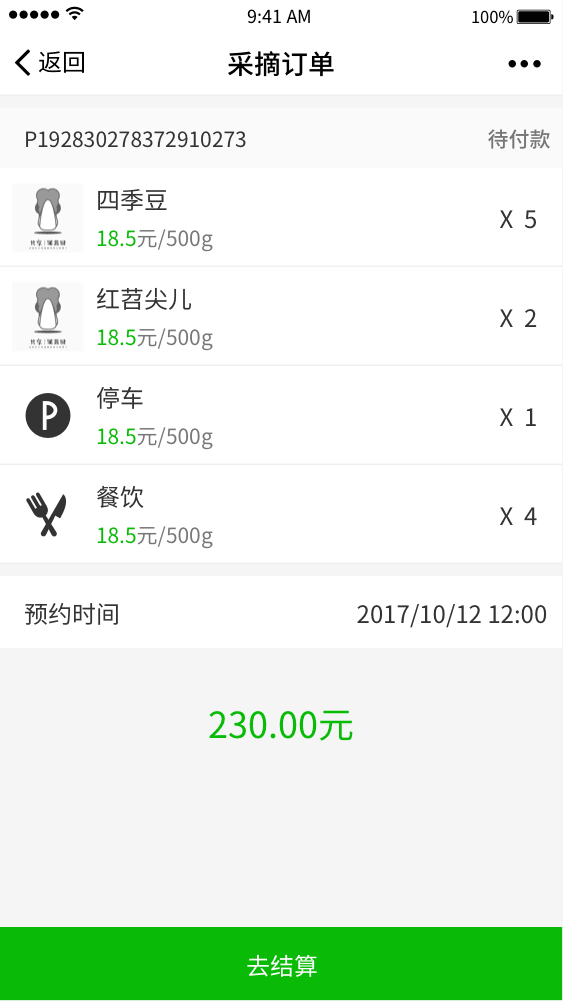 9:41 AM 100%
返回 采摘订单
P192830278372910273 待付款
四季豆
18.5元/500g
X 5
红苕尖儿
18.5元/500g
X 2
P
停车
18.5元/500g
X 1
餐饮
18.5元/500g
X 4
预约时间 2017/10/12 12:00
230.00元
去结算